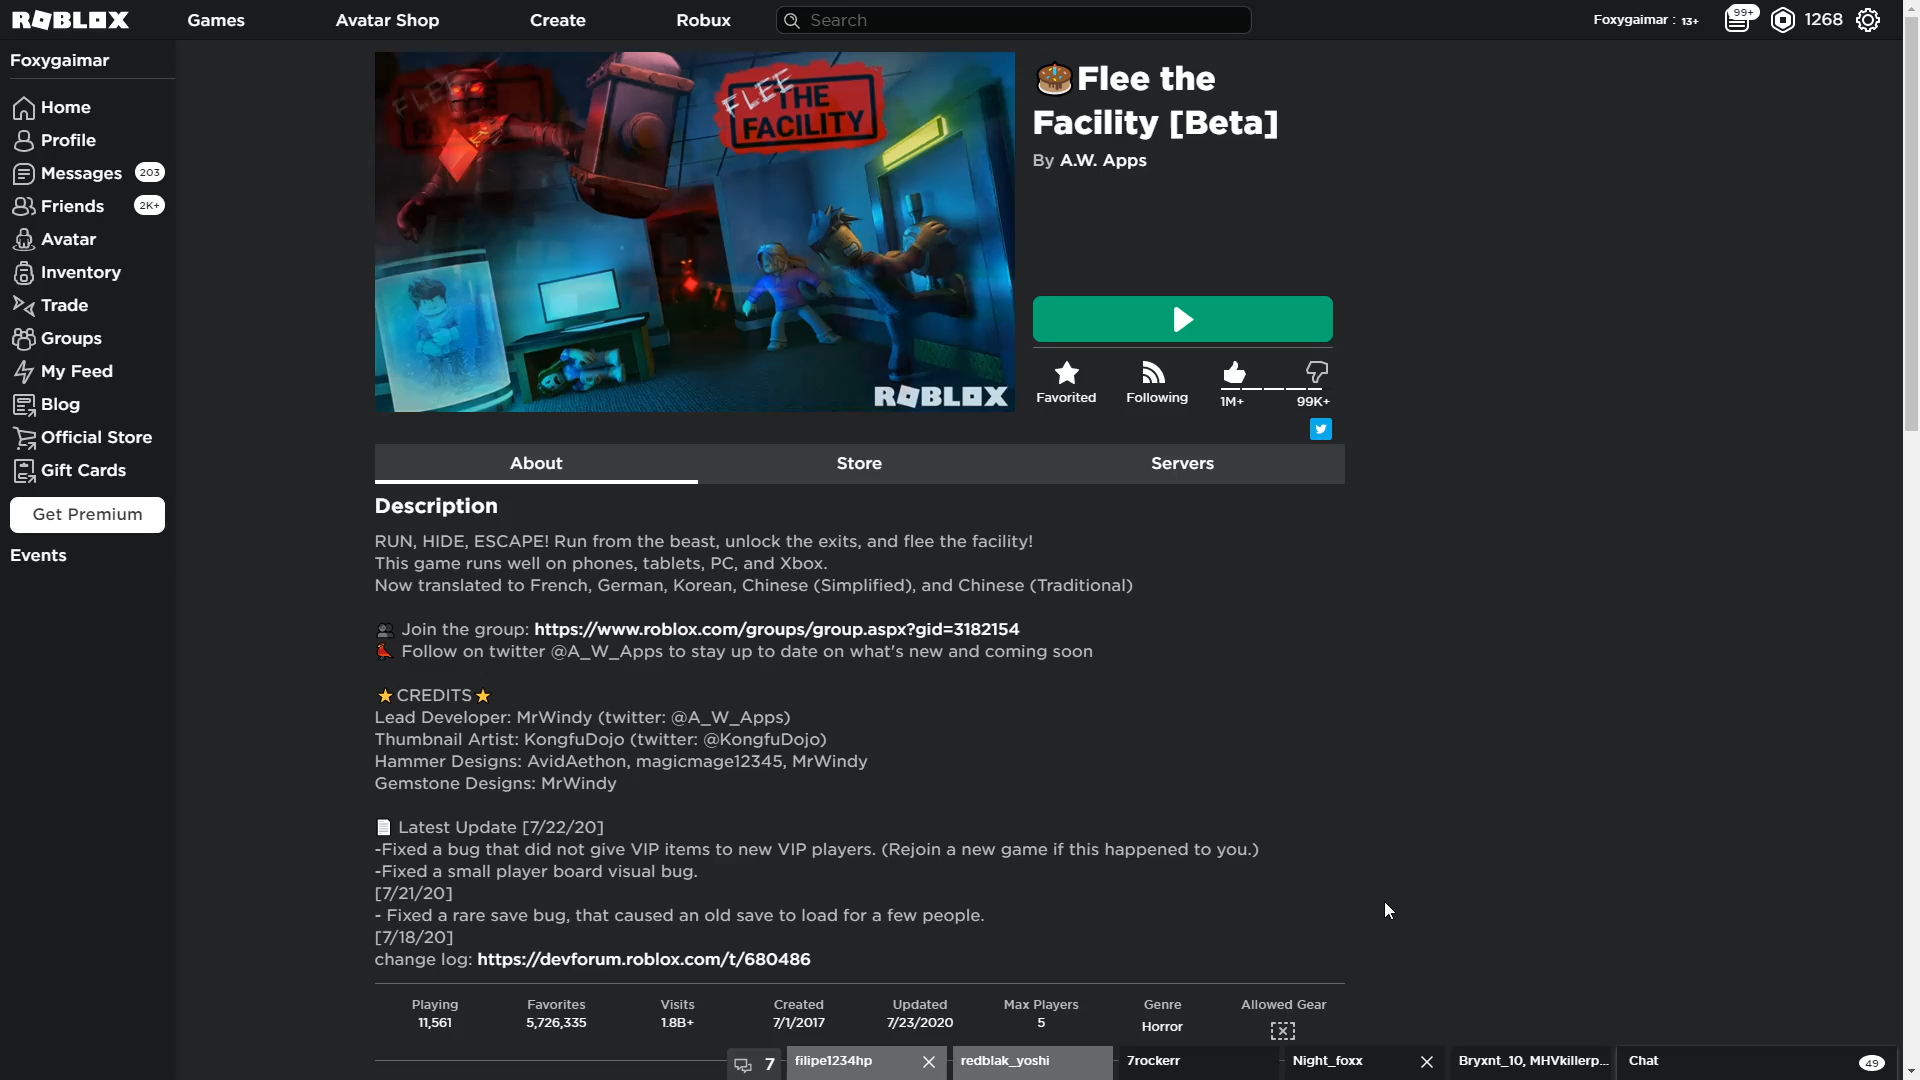 ROBLOX
Games
Avatar Shop
Create
Robux
Search
Foxygaimar : 13+
99+
1268
Foxygaimar
Home
Profile
Messages 203
Friends 2K+
Avatar
Inventory
Trade
Groups
My Feed
Blog
Official Store
Gift Cards
Get Premium
Events
FLEE
FLEE
THE
FACILITY
ROBLOX
Flee the
Facility [Beta]
By A.W. Apps
Favorited
Following
1M+
99K+
About
Store
Servers
Description
RUN, HIDE, ESCAPE! Run from the beast, unlock the exits, and flee the facility!
This game runs well on phones, tablets, PC, and Xbox.
Now translated to French, German, Korean, Chinese (Simplified), and Chinese (Traditional)
👥 Join the group: https://www.roblox.com/groups/group.aspx?gid=3182154
Follow on twitter @A_W_Apps to stay up to date on what's new and coming soon
⭐CREDITS⭐
Lead Developer: MrWindy (twitter: @A_W_Apps)
Thumbnail Artist: KongfuDojo (twitter: @KongfuDojo)
Hammer Designs: AvidAethon, magicmage12345, MrWindy
Gemstone Designs: MrWindy
📄 Latest Update [7/22/20]
-Fixed a bug that did not give VIP items to new VIP players. (Rejoin a new game if this happened to you.)
-Fixed a small player board visual bug.
[7/21/20]
- Fixed a rare save bug, that caused an old save to load for a few people.
[7/18/20]
change log: https://devforum.roblox.com/t/680486
Playing
11,561
Favorites
5,726,335
Visits
1.8B+
Created
7/1/2017
Updated
7/23/2020
Max Players
5
Genre
Horror
Allowed Gear
7
filipe1234hp
redblak_yoshi
7rockerr
Night_foxx
Bryxnt_10, MHVkillerp...
Chat
49